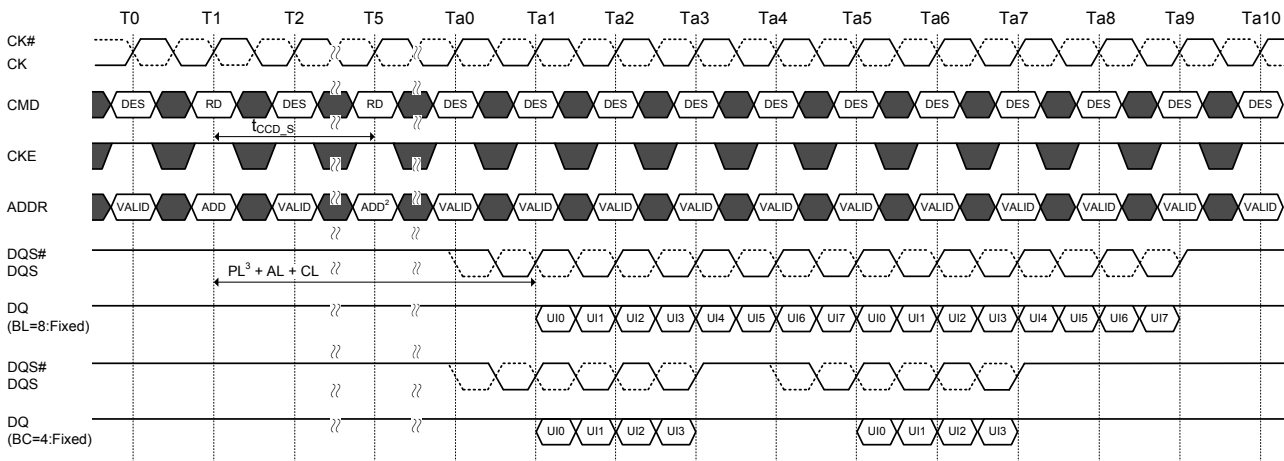 T0 T1 T2 T5 Ta0 Ta1 Ta2 Ta3 Ta4 Ta5 Ta6 Ta7 Ta8 Ta9 Ta10
CK#
CK
CMD DES RD DES RD DES DES DES DES DES DES DES DES DES DES DES
tCCD_S
CKE
ADDR VALID ADD VALID ADD² VALID VALID VALID VALID VALID VALID VALID VALID VALID VALID VALID
DQS#
DQS
PL³ + AL + CL
DQ
(BL=8:Fixed)
UI0 UI1 UI2 UI3 UI4 UI5 UI6 UI7 UI0 UI1 UI2 UI3 UI4 UI5 UI6 UI7
DQS#
DQS
DQ
(BC=4:Fixed)
UI0 UI1 UI2 UI3 UI0 UI1 UI2 UI3